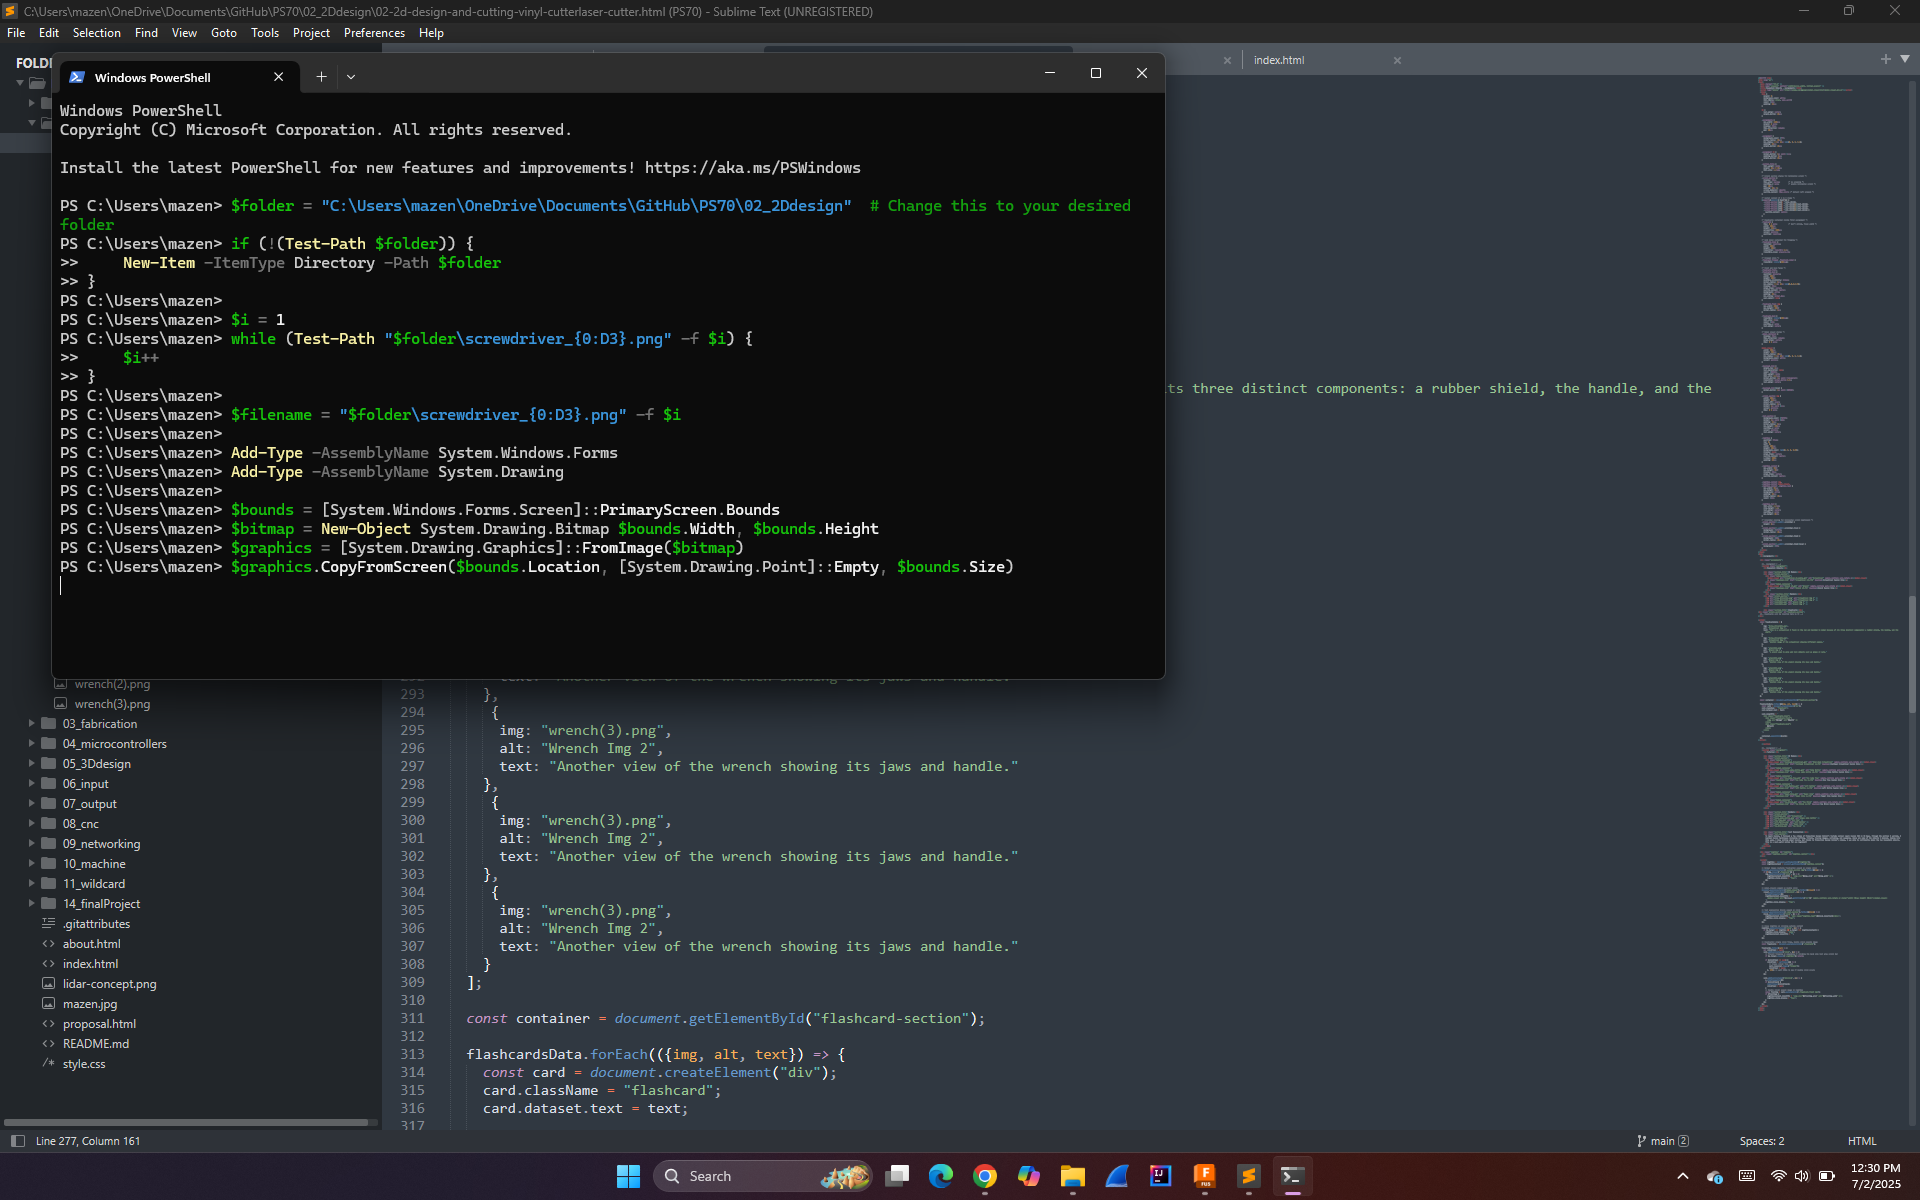 C:\Users\mazen\OneDrive\Documents\GitHub\PS70\02_2Ddesign\02-2d-design-and-cutting-vinyl-cutterlaser-cutter.html (PS70) - Sublime Text (UNREGISTERED)
File Edit Selection Find View Goto Tools Project Preferences Help
FOLD
Windows PowerShell
index.html
Windows PowerShell
Copyright (C) Microsoft Corporation. All rights reserved.
Install the latest PowerShell for new features and improvements! https://aka.ms/PSWindows
PS C:\Users\mazen> $folder = "C:\Users\mazen\OneDrive\Documents\GitHub\PS70\02_2Ddesign"  # Change this to your desired
folder
PS C:\Users\mazen> if (!(Test-Path $folder)) {
>>     New-Item -ItemType Directory -Path $folder
>> }
PS C:\Users\mazen>
PS C:\Users\mazen> $i = 1
PS C:\Users\mazen> while (Test-Path "$folder\screwdriver_{0:D3}.png" -f $i) {
>>     $i++
>> }
PS C:\Users\mazen>
PS C:\Users\mazen> $filename = "$folder\screwdriver_{0:D3}.png" -f $i
PS C:\Users\mazen>
PS C:\Users\mazen> Add-Type -AssemblyName System.Windows.Forms
PS C:\Users\mazen> Add-Type -AssemblyName System.Drawing
PS C:\Users\mazen>
PS C:\Users\mazen> $bounds = [System.Windows.Forms.Screen]::PrimaryScreen.Bounds
PS C:\Users\mazen> $bitmap = New-Object System.Drawing.Bitmap $bounds.Width, $bounds.Height
PS C:\Users\mazen> $graphics = [System.Drawing.Graphics]::FromImage($bitmap)
PS C:\Users\mazen> $graphics.CopyFromScreen($bounds.Location, [System.Drawing.Point]::Empty, $bounds.Size)
ts three distinct components: a rubber shield, the handle, and the
wrench(2).png
wrench(3).png
03_fabrication
04_microcontrollers
05_3Ddesign
06_input
07_output
08_cnc
09_networking
10_machine
11_wildcard
14_finalProject
.gitattributes
about.html
index.html
lidar-concept.png
mazen.jpg
proposal.html
README.md
style.css
text: "Another view of the wrench showing its jaws and handle."
293 },
294 {
295 img: "wrench(3).png",
296 alt: "Wrench Img 2",
297 text: "Another view of the wrench showing its jaws and handle."
298 },
299 {
300 img: "wrench(3).png",
301 alt: "Wrench Img 2",
302 text: "Another view of the wrench showing its jaws and handle."
303 },
304 {
305 img: "wrench(3).png",
306 alt: "Wrench Img 2",
307 text: "Another view of the wrench showing its jaws and handle."
308 }
309 ];
310
311 const container = document.getElementById("flashcard-section");
312
313 flashcardsData.forEach(({img, alt, text}) => {
314 const card = document.createElement("div");
315 card.className = "flashcard";
316 card.dataset.text = text;
317
Line 277, Column 161
main 2
Spaces: 2
HTML
Search
12:30 PM
7/2/2025